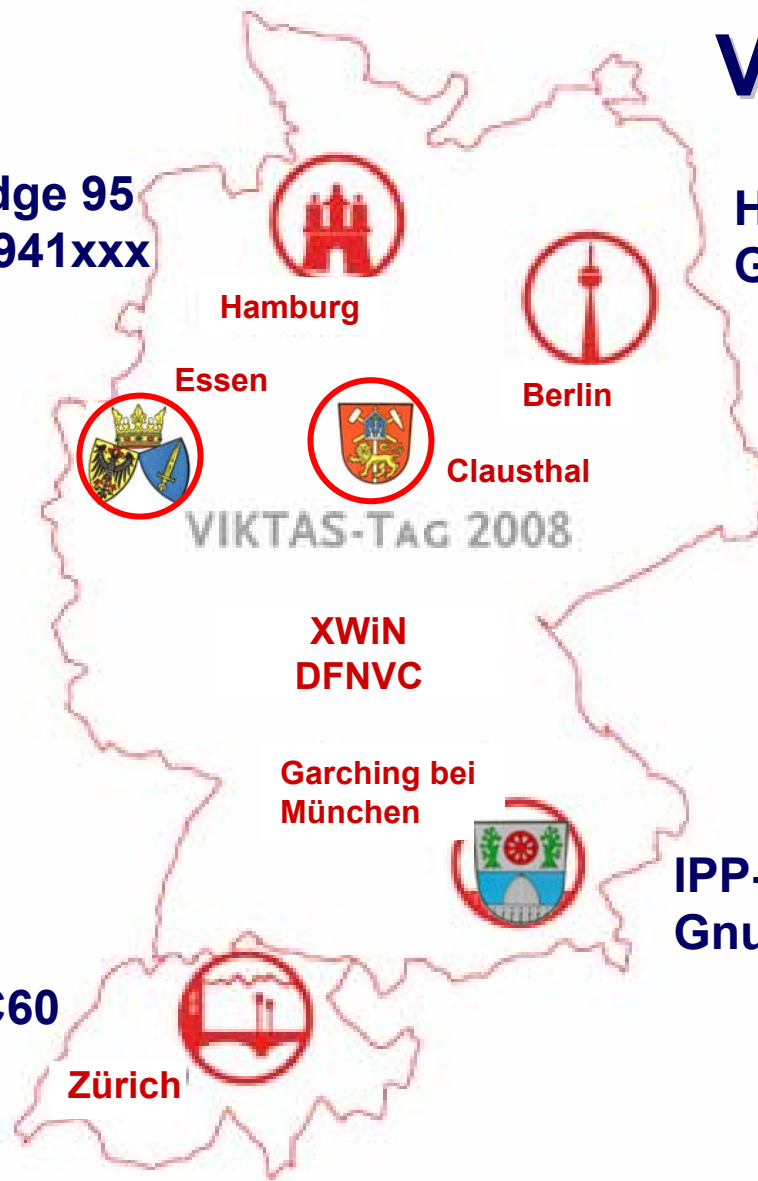 V
dge 95
941xxx
H
G
Hamburg
Essen
Berlin
Clausthal
VIKTAS-TAG 2008
XWiN
DFNVC
Garching bei
München
IPP-
Gnu
C60
Zürich